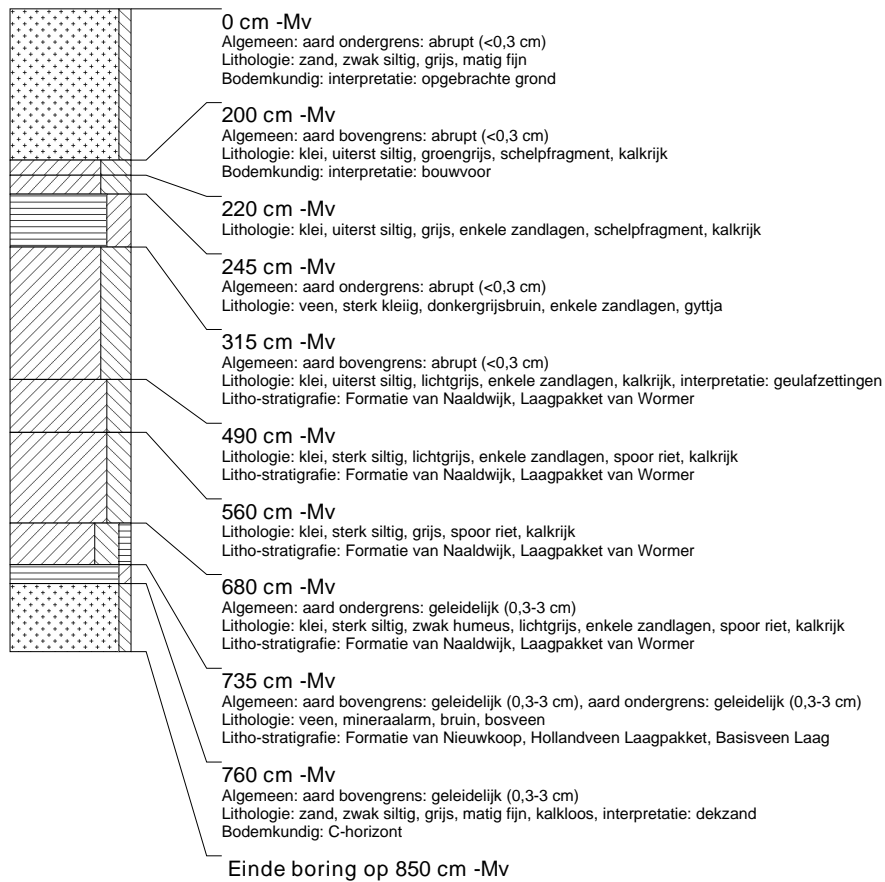 0 cm -Mv
Algemeen: aard ondergrens: abrupt (<0,3 cm)
Lithologie: zand, zwak siltig, grijs, matig fijn
Bodemkundig: interpretatie: opgebrachte grond
200 cm -Mv
Algemeen: aard bovengrens: abrupt (<0,3 cm)
Lithologie: klei, uiterst siltig, groengrijs, schelpfragment, kalkrijk
Bodemkundig: interpretatie: bouwvoor
220 cm -Mv
Lithologie: klei, uiterst siltig, grijs, enkele zandlagen, schelpfragment, kalkrijk
245 cm -Mv
Algemeen: aard ondergrens: abrupt (<0,3 cm)
Lithologie: veen, sterk kleiig, donkergrijsbruin, enkele zandlagen, gyttja
315 cm -Mv
Algemeen: aard bovengrens: abrupt (<0,3 cm)
Lithologie: klei, uiterst siltig, lichtgrijs, enkele zandlagen, kalkrijk, interpretatie: geulafzettingen
Litho-stratigrafie: Formatie van Naaldwijk, Laagpakket van Wormer
490 cm -Mv
Lithologie: klei, sterk siltig, lichtgrijs, enkele zandlagen, spoor riet, kalkrijk
Litho-stratigrafie: Formatie van Naaldwijk, Laagpakket van Wormer
560 cm -Mv
Lithologie: klei, sterk siltig, grijs, spoor riet, kalkrijk
Litho-stratigrafie: Formatie van Naaldwijk, Laagpakket van Wormer
680 cm -Mv
Algemeen: aard ondergrens: geleidelijk (0,3-3 cm)
Lithologie: klei, sterk siltig, zwak humeus, lichtgrijs, enkele zandlagen, spoor riet, kalkrijk
Litho-stratigrafie: Formatie van Naaldwijk, Laagpakket van Wormer
735 cm -Mv
Algemeen: aard bovengrens: geleidelijk (0,3-3 cm), aard ondergrens: geleidelijk (0,3-3 cm)
Lithologie: veen, mineraalarm, bruin, bosveen
Litho-stratigrafie: Formatie van Nieuwkoop, Hollandveen Laagpakket, Basisveen Laag
760 cm -Mv
Algemeen: aard bovengrens: geleidelijk (0,3-3 cm)
Lithologie: zand, zwak siltig, grijs, matig fijn, kalkloos, interpretatie: dekzand
Bodemkundig: C-horizont
Einde boring op 850 cm -Mv